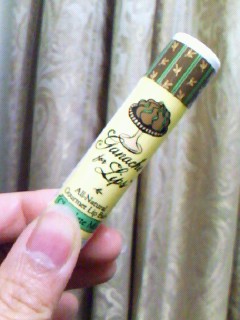 Ganache
for Lips
All-Natural
Gourmet Lip Balm